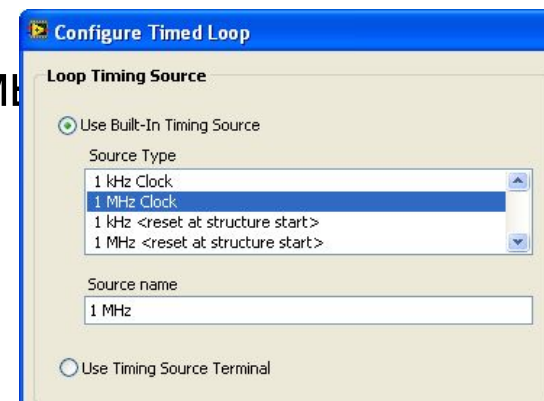 Configure Timed Loop
Loop Timing Source
Use Built-In Timing Source
Source Type
1 kHz Clock
1 MHz Clock
1 kHz <reset at structure start>
1 MHz <reset at structure start>
Source name
1 MHz
Use Timing Source Terminal